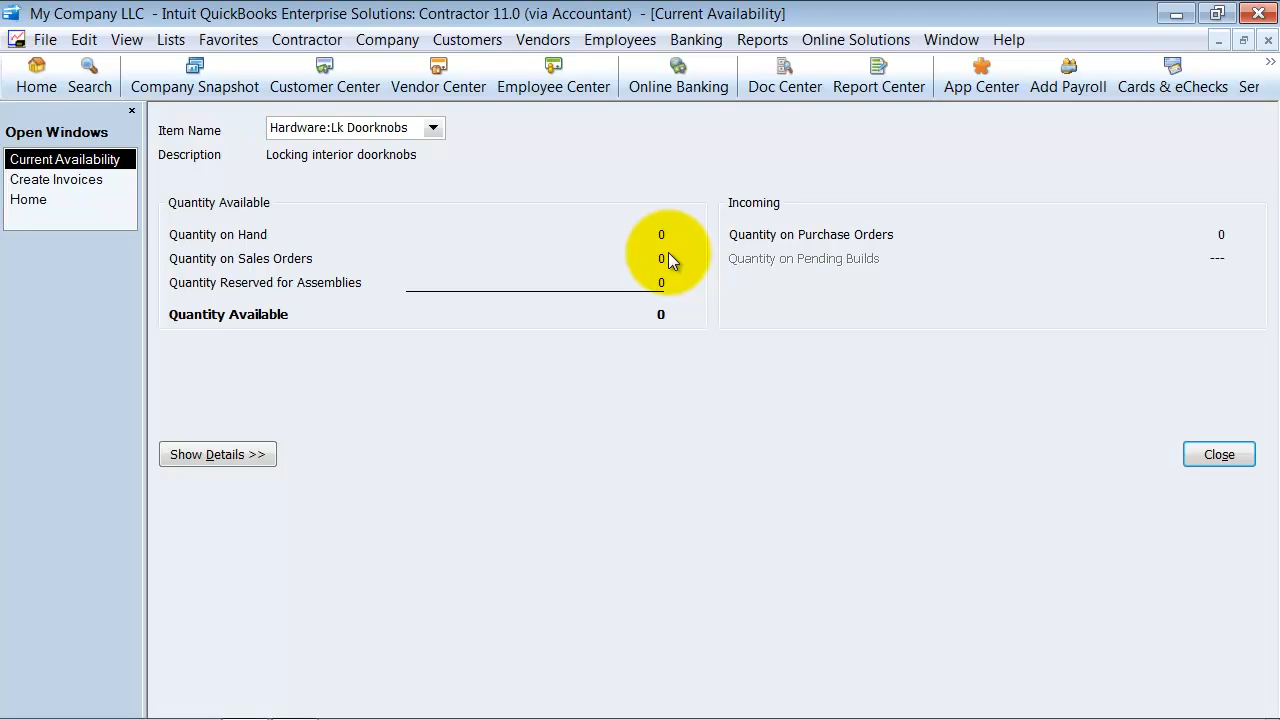 My Company LLC - Intuit QuickBooks Enterprise Solutions: Contractor 11.0 (via Accountant) - [Current Availability]
File Edit View Lists Favorites Contractor Company Customers Vendors Employees Banking Reports Online Solutions Window Help
Home Search Company Snapshot Customer Center Vendor Center Employee Center Online Banking Doc Center Report Center App Center Add Payroll Cards & eChecks Ser
Open Windows
Current Availability
Create Invoices
Home
Item Name Hardware:Lk Doorknobs
Description Locking interior doorknobs
Quantity Available
Quantity on Hand 0
Quantity on Sales Orders 0
Quantity Reserved for Assemblies 0
Quantity Available 0
Incoming
Quantity on Purchase Orders 0
Quantity on Pending Builds ---
Show Details >>
Close